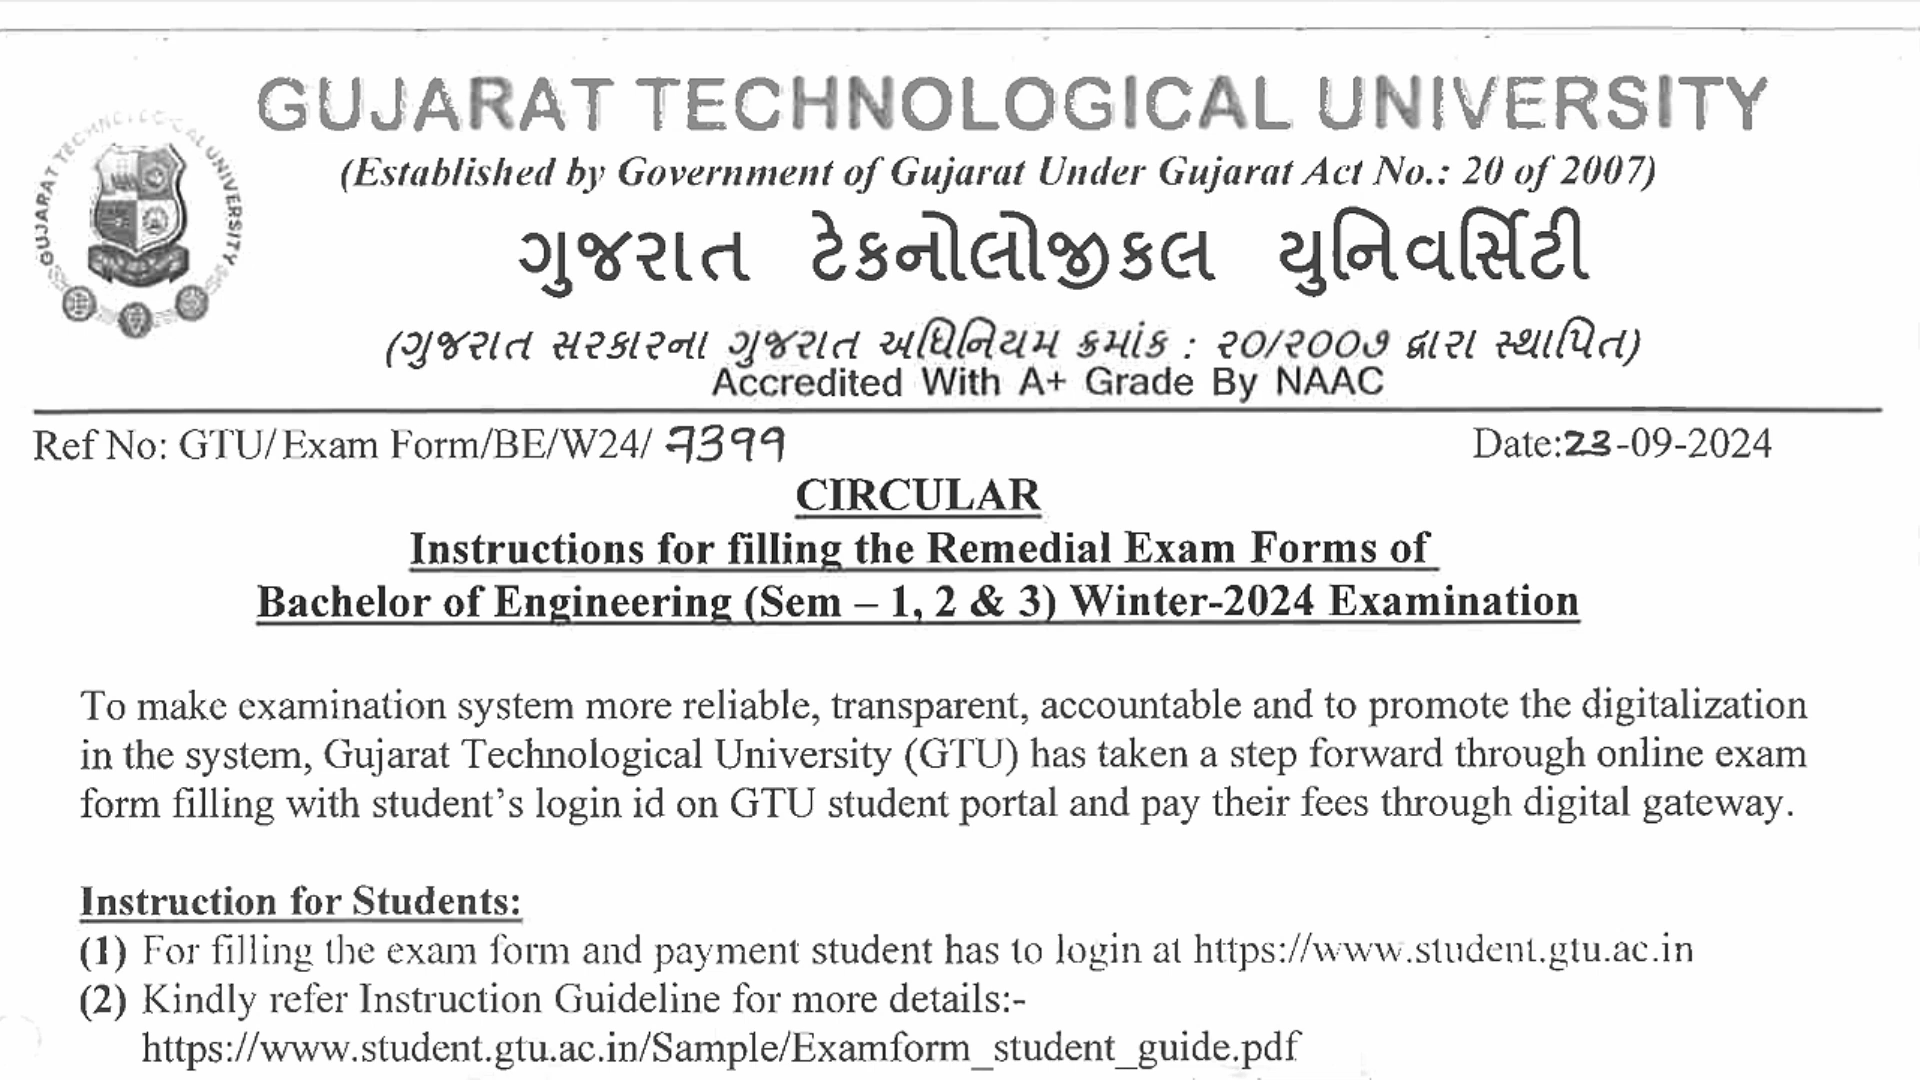 GUJARAT TECHNOLOGICAL UNIVERSITY
(Established by Government of Gujarat Under Gujarat Act No.: 20 of 2007)
ગુજરાત ટેકનોલોજીકલ યુનિવર્સિટી
(ગુજરાત સરકારના ગુજરાત અધિનિયમ ક્રમાંક : ૨૦/૨૦૦૭ દ્વારા સ્થાપિત)
Accredited With A+ Grade By NAAC
GUJARAT TECHNOLOGICAL UNIVERSITY
Ref No: GTU/Exam Form/BE/W24/ 7399 Date:23-09-2024
CIRCULAR
Instructions for filling the Remedial Exam Forms of
Bachelor of Engineering (Sem – 1, 2 & 3) Winter-2024 Examination
To make examination system more reliable, transparent, accountable and to promote the digitalization
in the system, Gujarat Technological University (GTU) has taken a step forward through online exam
form filling with student’s login id on GTU student portal and pay their fees through digital gateway.
Instruction for Students:
(1) For filling the exam form and payment student has to login at https://www.student.gtu.ac.in
(2) Kindly refer Instruction Guideline for more details:-
https://www.student.gtu.ac.in/Sample/Examform_student_guide.pdf